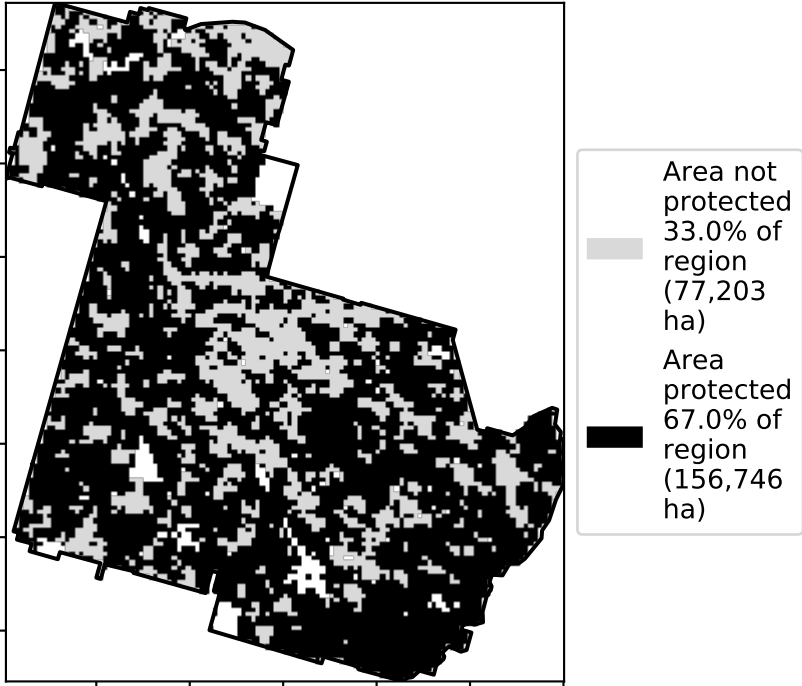 Area not
protected
33.0% of
region
(77,203
ha)
Area
protected
67.0% of
region
(156,746
ha)